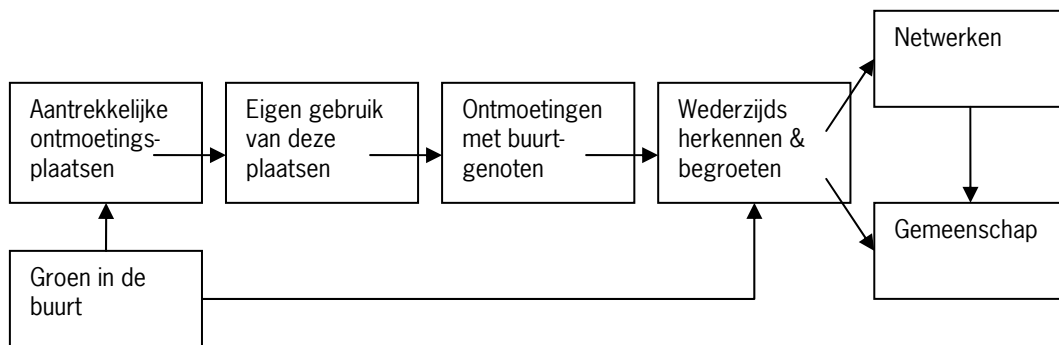 Netwerken
Aantrekkelijke
ontmoetings-
plaatsen
Eigen gebruik
van deze
plaatsen
Ontmoetingen
met buurt-
genoten
Wederzijds
herkennen &
begroeten
Gemeenschap
Groen in de
buurt